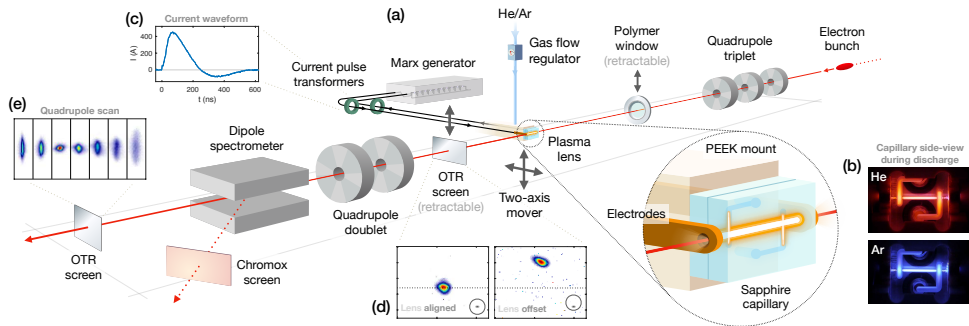 (c)
Current waveform
I (A)
400
200
0
0
200
400
600
t (ns)
(a)
He/Ar
Gas flow
regulator
Marx generator
Current pulse
transformers
Polymer
window
(retractable)
Quadrupole
triplet
Electron
bunch
(e)
Quadrupole scan
Dipole
spectrometer
Plasma
lens
OTR
screen
(retractable)
Two-axis
mover
Quadrupole
doublet
OTR
screen
Chromox
screen
(d)
Lens aligned
Lens offset
PEEK mount
Electrodes
Sapphire
capillary
Capillary side-view
during discharge
(b)
He
Ar